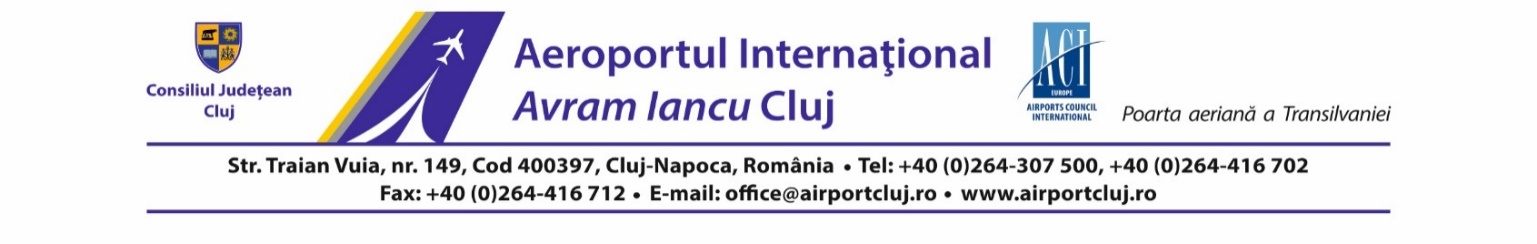 Consiliul Județean
Cluj
Aeroportul Internaţional
Avram Iancu Cluj
ACI
EUROPE
AIRPORTS COUNCIL
INTERNATIONAL
Poarta aeriană a Transilvaniei
Str. Traian Vuia, nr. 149, Cod 400397, Cluj-Napoca, România • Tel: +40 (0)264-307 500, +40 (0)264-416 702
Fax: +40 (0)264-416 712 • E-mail: office@airportcluj.ro • www.airportcluj.ro